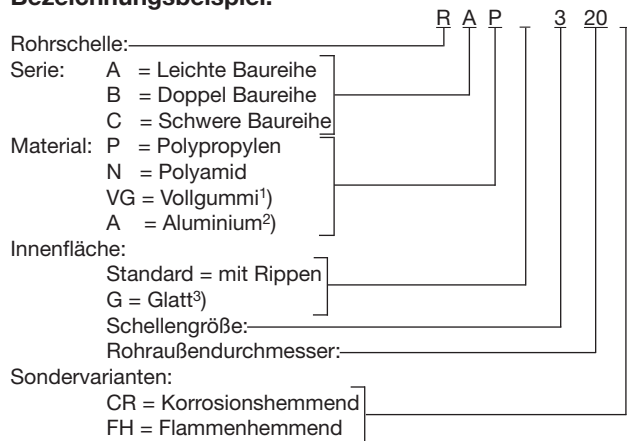 Bezeichnungsbeispiel:
R A P _ 3 20 _
Rohrschelle:
Serie: A = Leichte Baureihe
B = Doppel Baureihe
C = Schwere Baureihe
Material: P = Polypropylen
N = Polyamid
VG = Vollgummi¹)
A = Aluminium²)
Innenfläche:
Standard = mit Rippen
G = Glatt³)
Schellengröße:
Rohraußendurchmesser:
Sondervarianten:
CR = Korrosionshemmend
FH = Flammenhemmend